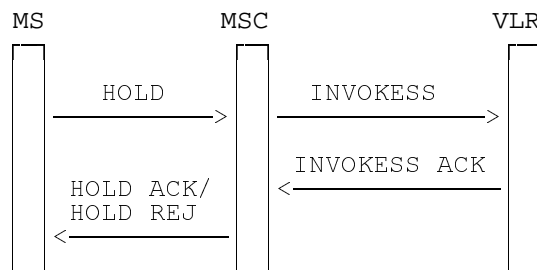 MS MSC VLR
HOLD INVOKESS
INVOKESS ACK
HOLD ACK/
HOLD REJ